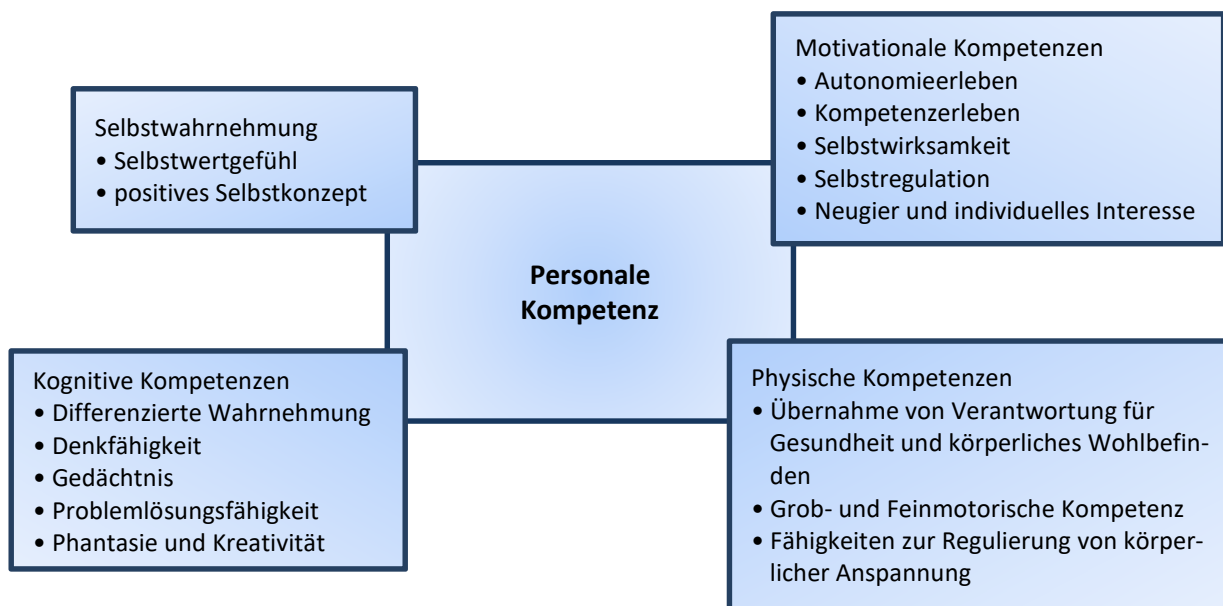 Selbstwahrnehmung
• Selbstwertgefühl
• positives Selbstkonzept
Motivationale Kompetenzen
• Autonomieerleben
• Kompetenzerleben
• Selbstwirksamkeit
• Selbstregulation
• Neugier und individuelles Interesse
Personale
Kompetenz
Kognitive Kompetenzen
• Differenzierte Wahrnehmung
• Denkfähigkeit
• Gedächtnis
• Problemlösungsfähigkeit
• Phantasie und Kreativität
Physische Kompetenzen
• Übernahme von Verantwortung für
Gesundheit und körperliches Wohlbefin-
den
• Grob- und Feinmotorische Kompetenz
• Fähigkeiten zur Regulierung von körper-
licher Anspannung